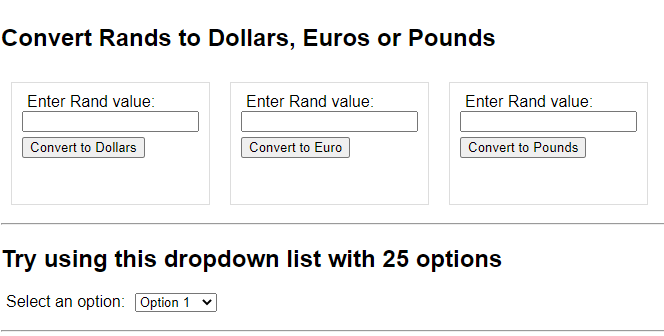 Convert Rands to Dollars, Euros or Pounds
Enter Rand value:
Convert to Dollars
Enter Rand value:
Convert to Euro
Enter Rand value:
Convert to Pounds
Try using this dropdown list with 25 options
Select an option: Option 1